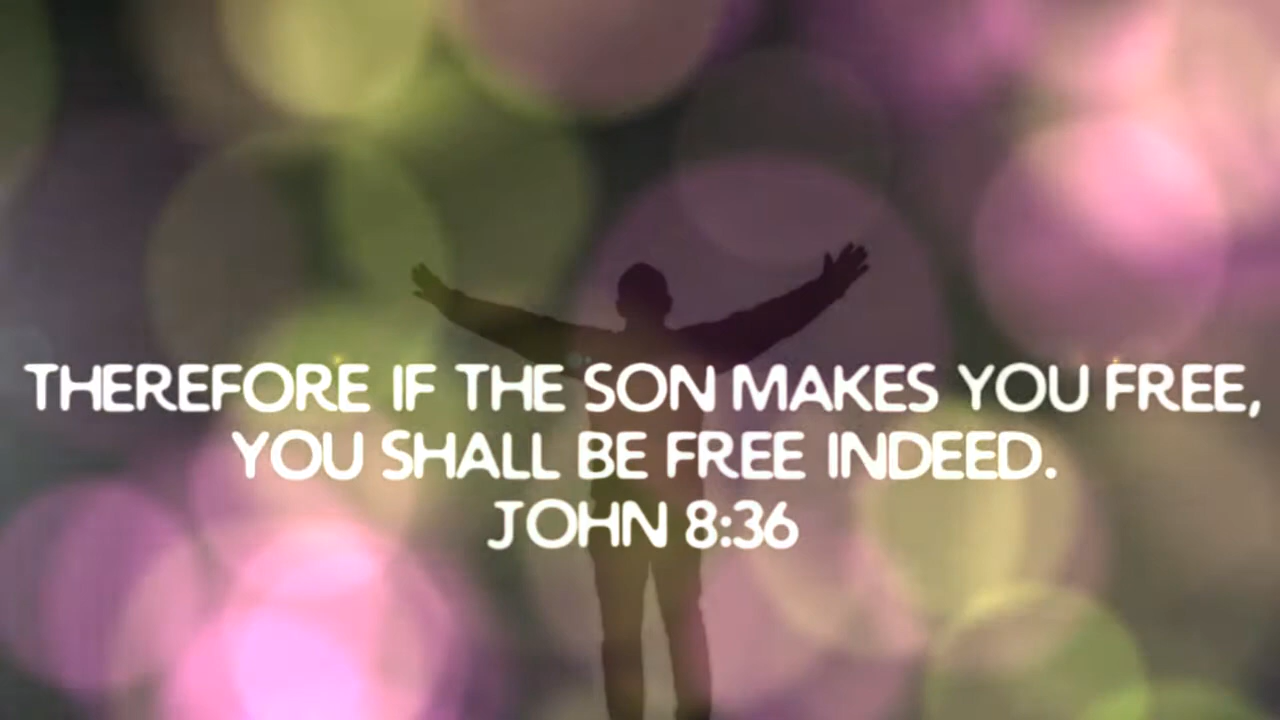 THEREFORE IF THE SON MAKES YOU FREE,
YOU SHALL BE FREE INDEED.
JOHN 8:36